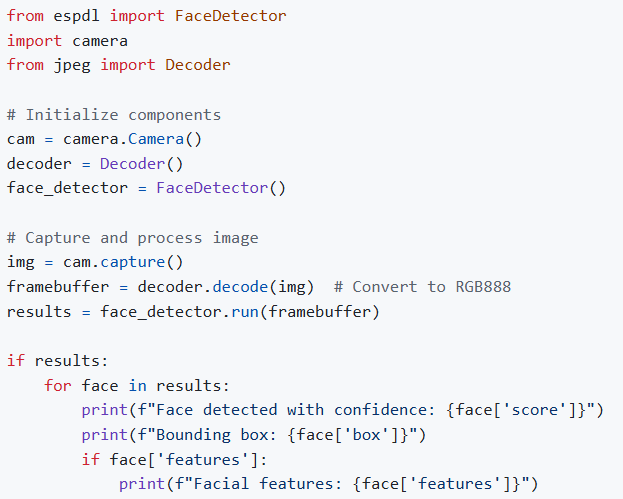 from espdl import FaceDetector
import camera
from jpeg import Decoder

# Initialize components
cam = camera.Camera()
decoder = Decoder()
face_detector = FaceDetector()

# Capture and process image
img = cam.capture()
framebuffer = decoder.decode(img)  # Convert to RGB888
results = face_detector.run(framebuffer)

if results:
    for face in results:
        print(f"Face detected with confidence: {face['score']}")
        print(f"Bounding box: {face['box']}")
        if face['features']:
            print(f"Facial features: {face['features']}")